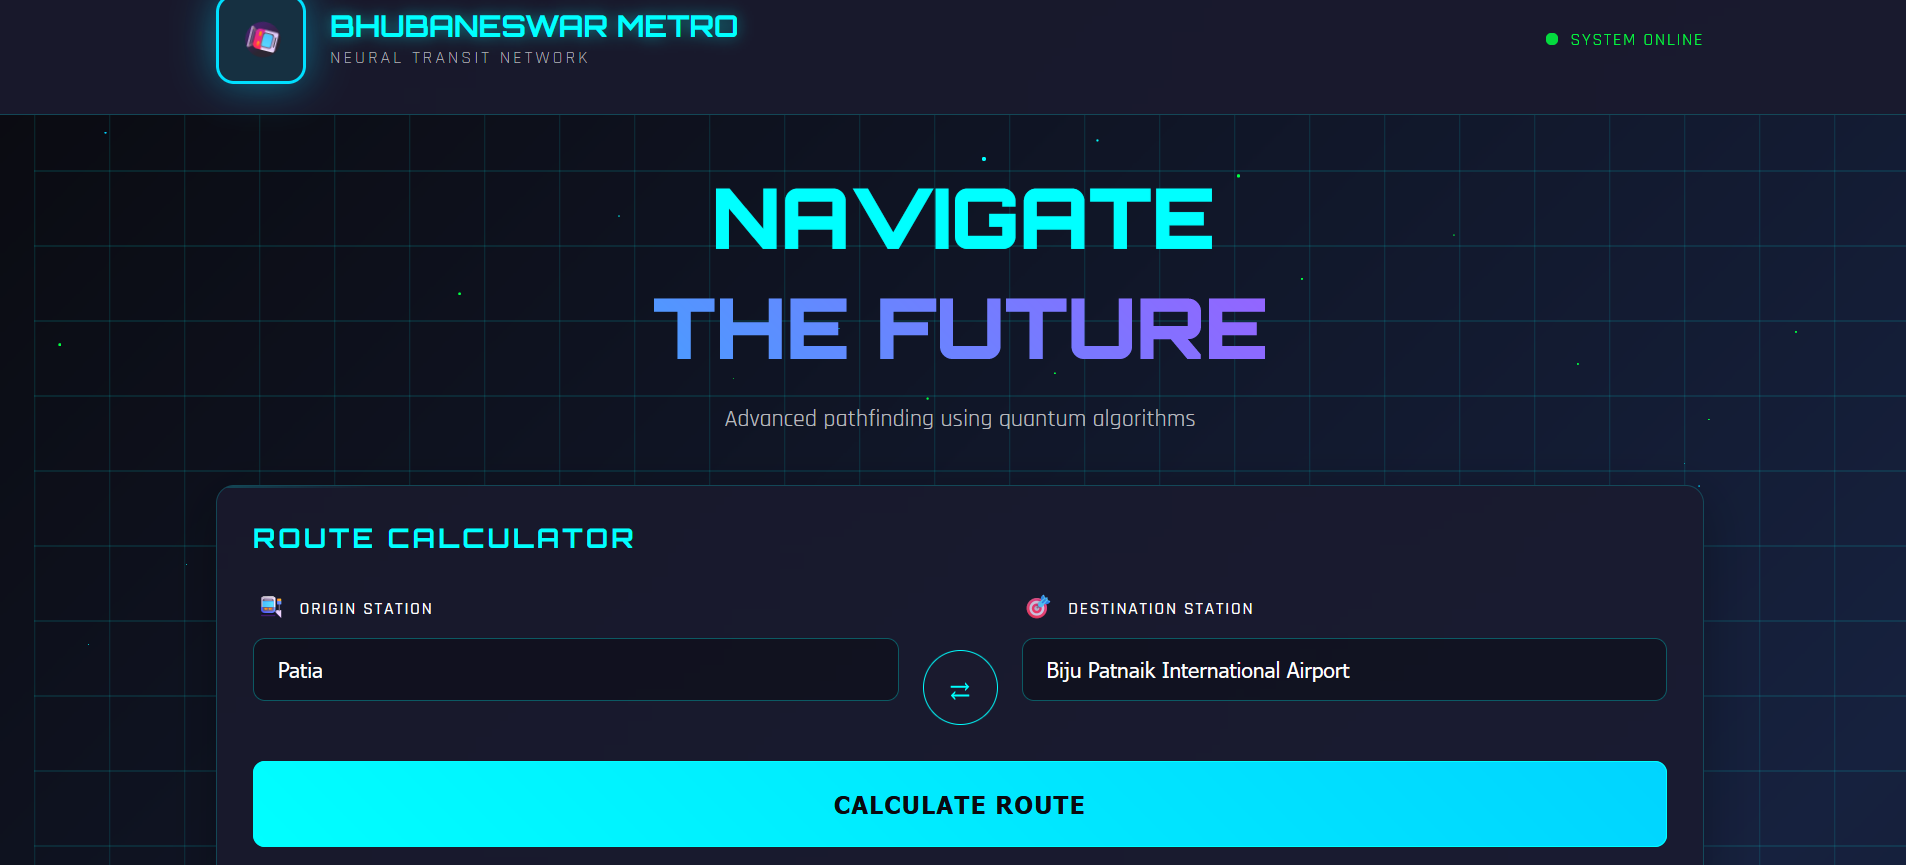 BHUBANESWAR METRO
NEURAL TRANSIT NETWORK
SYSTEM ONLINE
NAVIGATE
THE FUTURE
Advanced pathfinding using quantum algorithms
ROUTE CALCULATOR
ORIGIN STATION
Patia
DESTINATION STATION
Biju Patnaik International Airport
CALCULATE ROUTE